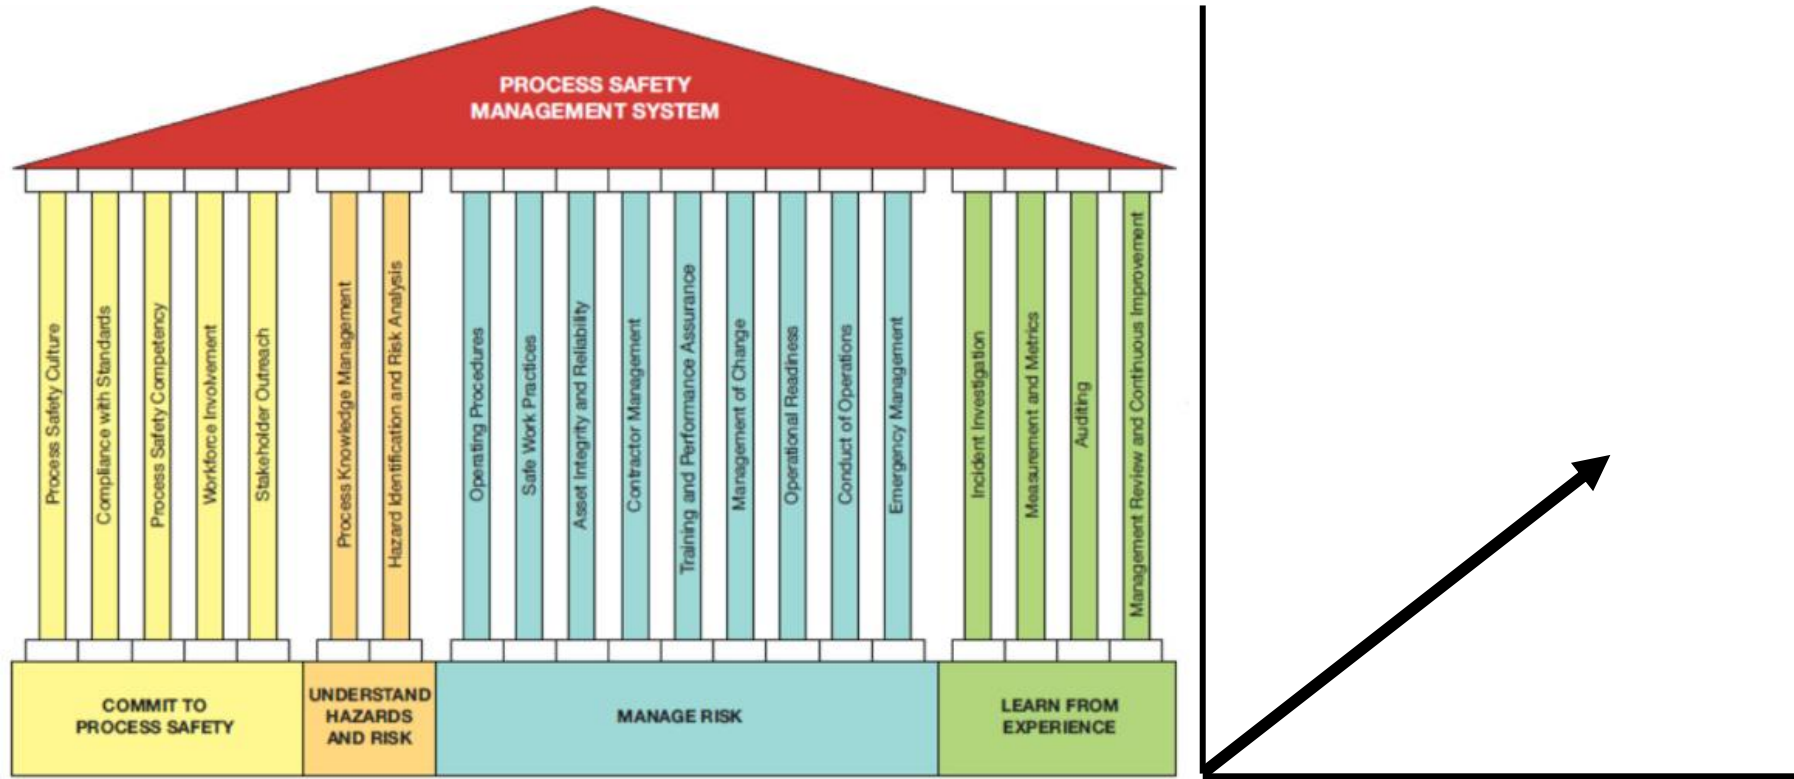 PROCESS SAFETY
MANAGEMENT SYSTEM
Process Safety Culture
Compliance with Standards
Process Safety Competency
Workforce Involvement
Stakeholder Outreach
Process Knowledge Management
Hazard Identification and Risk Analysis
Operating Procedures
Safe Work Practices
Asset Integrity and Reliability
Contractor Management
Training and Performance Assurance
Management of Change
Operational Readiness
Conduct of Operations
Emergency Management
Incident Investigation
Measurement and Metrics
Auditing
Management Review and Continuous Improvement
COMMIT TO
PROCESS SAFETY
UNDERSTAND
HAZARDS
AND RISK
MANAGE RISK
LEARN FROM
EXPERIENCE